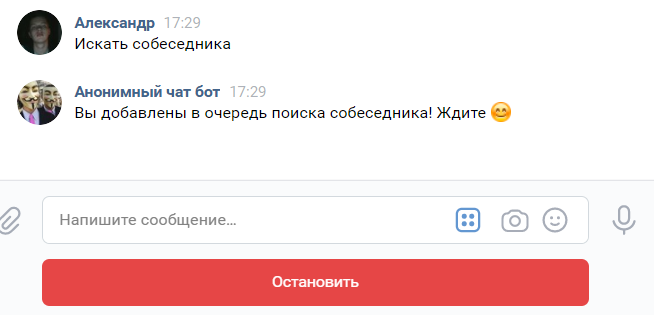 Александр 17:29
Искать собеседника
Анонимный чат бот 17:29
Вы добавлены в очередь поиска собеседника! Ждите 😊
Напишите сообщение...
Остановить